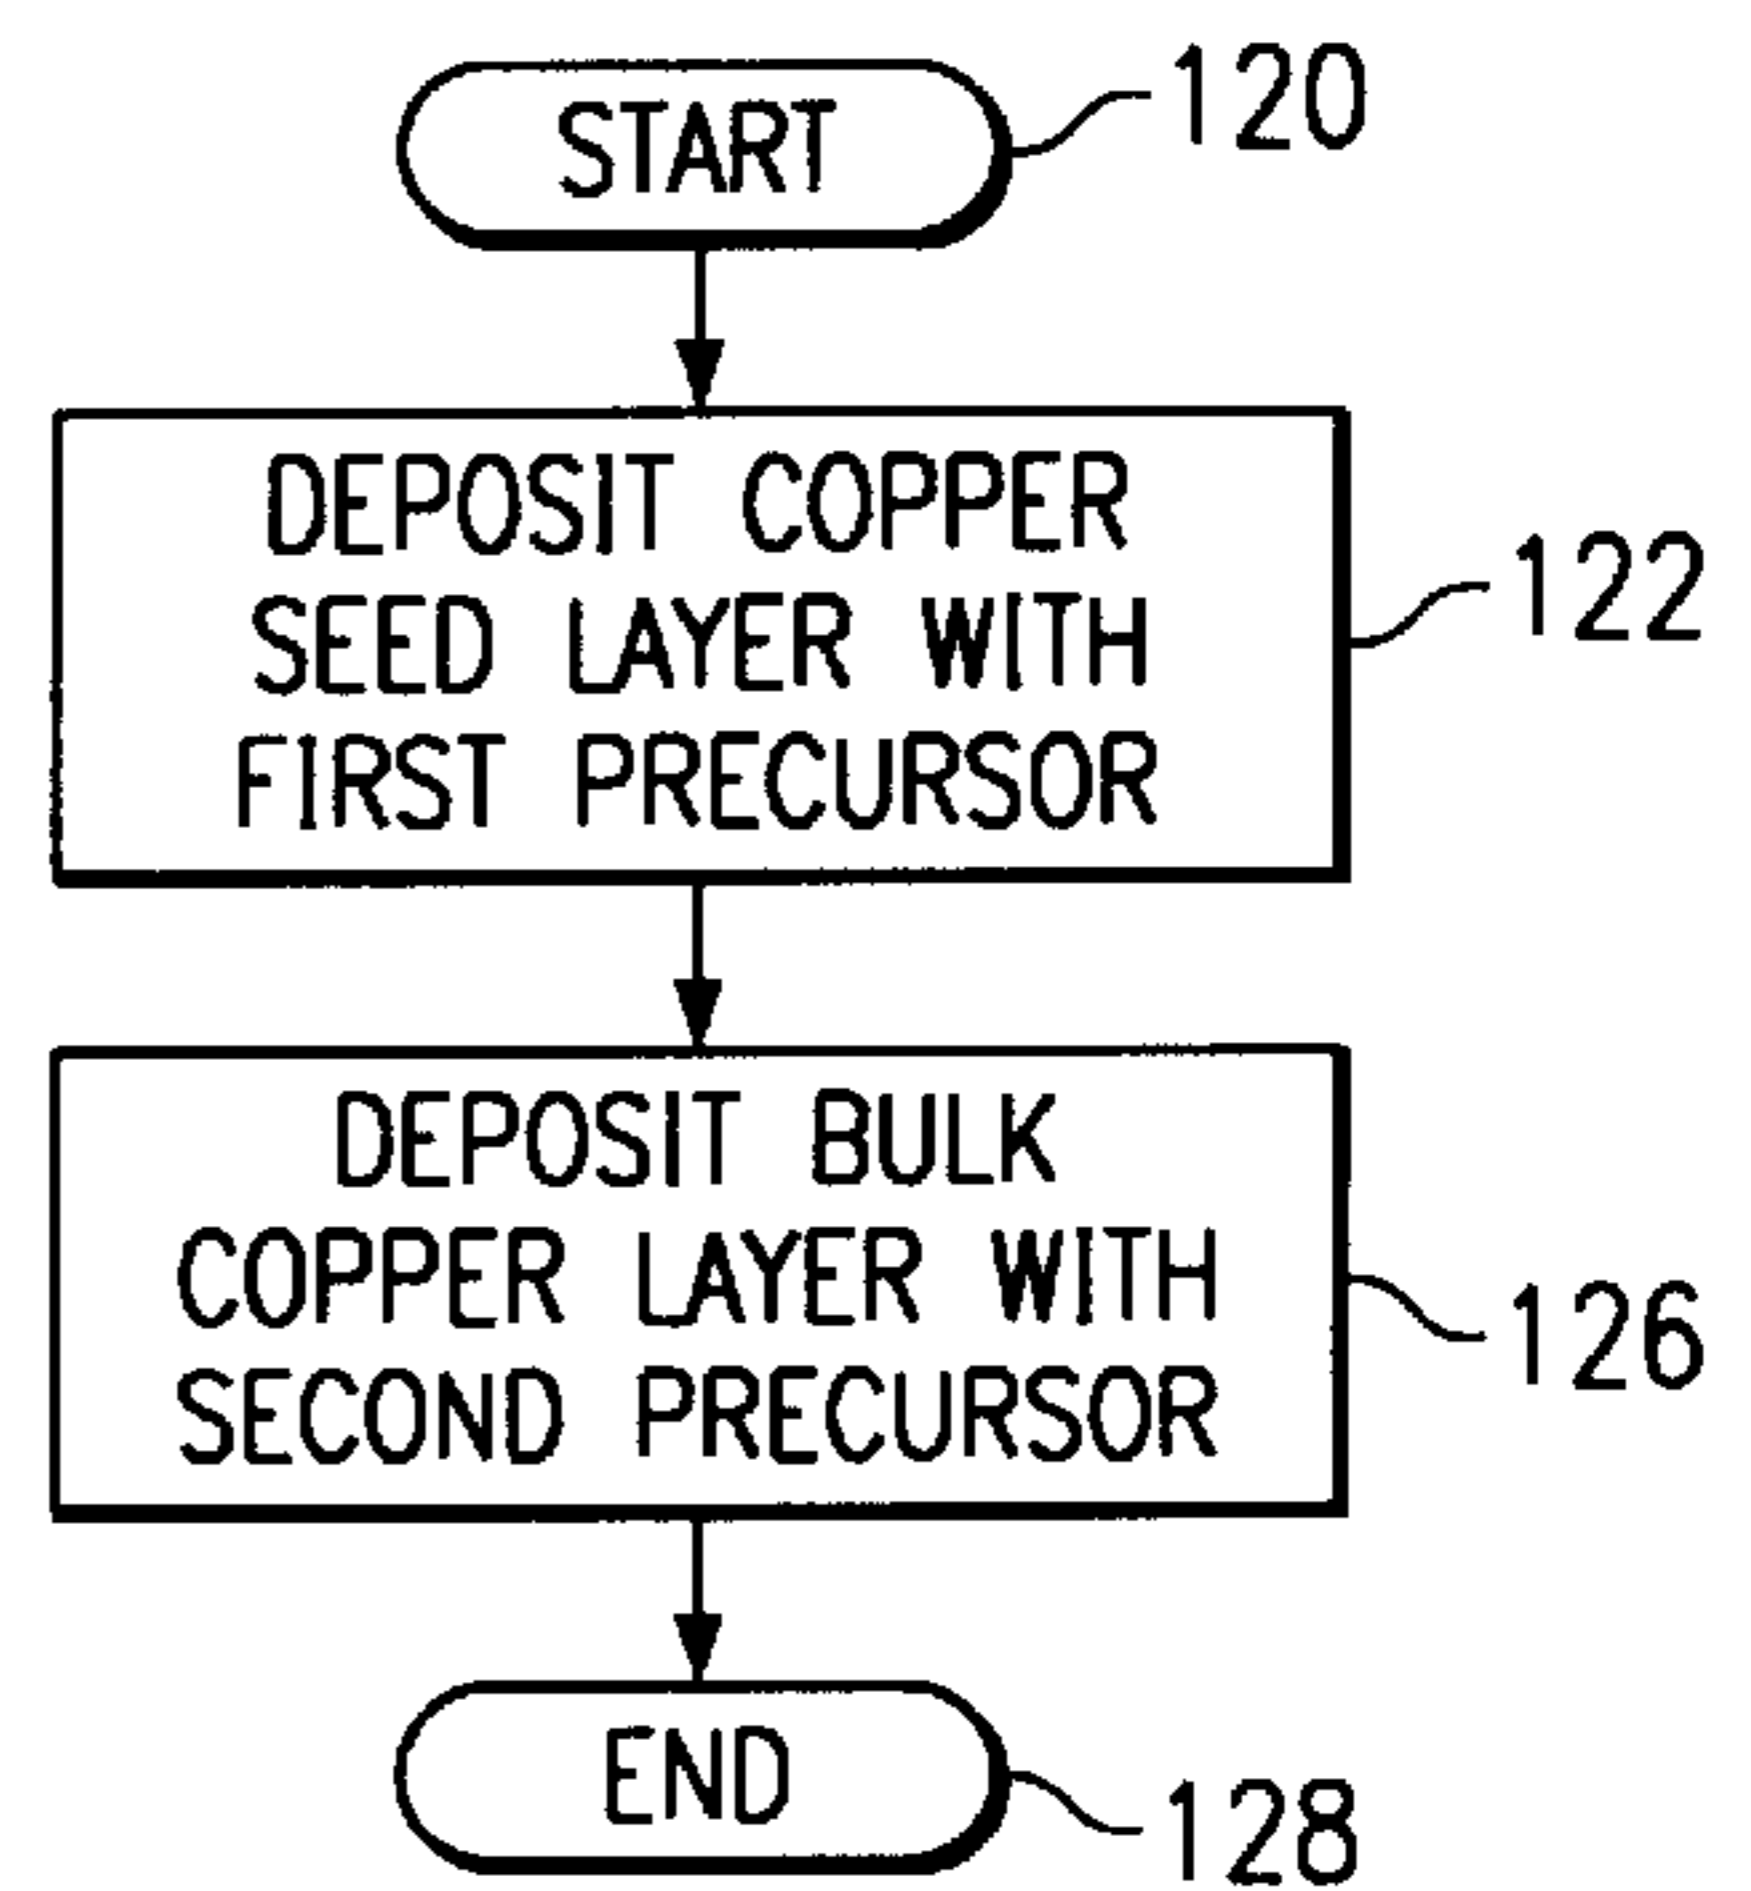 START
120
DEPOSIT COPPER
SEED LAYER WITH
FIRST PRECURSOR
122
DEPOSIT BULK
COPPER LAYER WITH
SECOND PRECURSOR
126
END
128